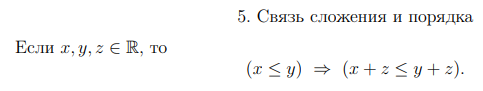 5. Связь сложения и порядка
Если x, y, z ∈ ℝ, то
(x ≤ y) ⇒ (x + z ≤ y + z).